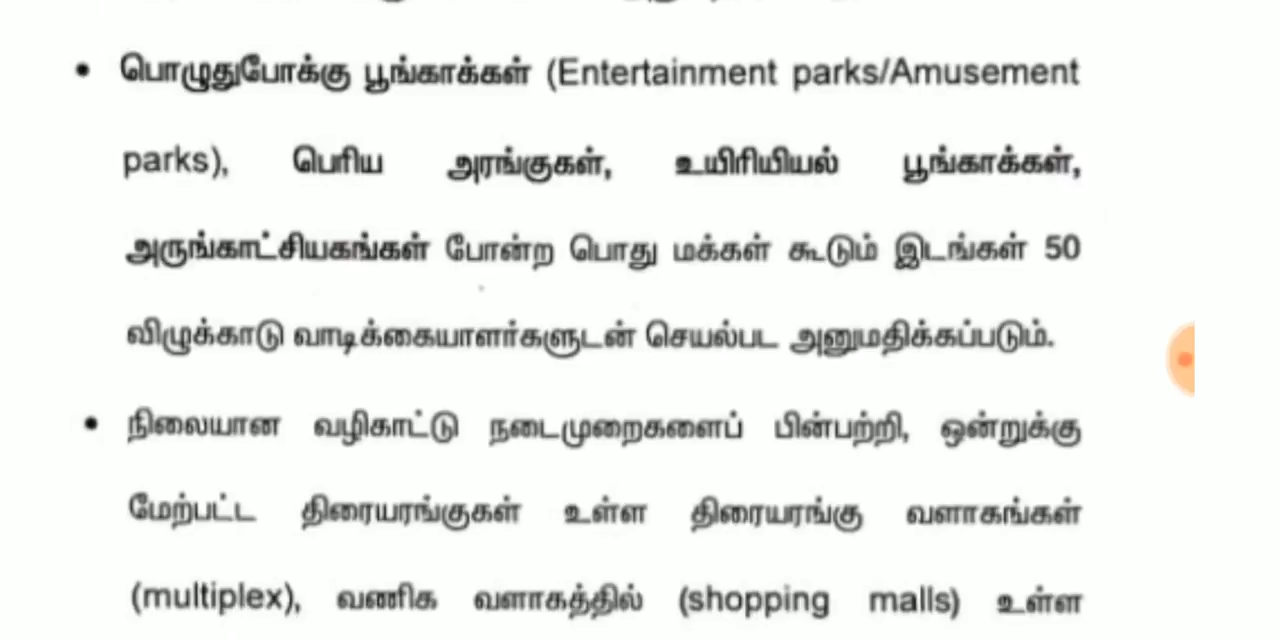 • பொழுதுபோக்கு பூங்காக்கள் (Entertainment parks/Amusement
parks), பெரிய அரங்குகள், உயிரியியல் பூங்காக்கள்,
அருங்காட்சியகங்கள் போன்ற பொது மக்கள் கூடும் இடங்கள் 50
விழுக்காடு வாடிக்கையாளர்களுடன் செயல்பட அனுமதிக்கப்படும்.
• நிலையான வழிகாட்டு நடைமுறைகளைப் பின்பற்றி, ஒன்றுக்கு
மேற்பட்ட திரையரங்குகள் உள்ள திரையரங்கு வளாகங்கள்
(multiplex), வணிக வளாகத்தில் (shopping malls) உள்ள